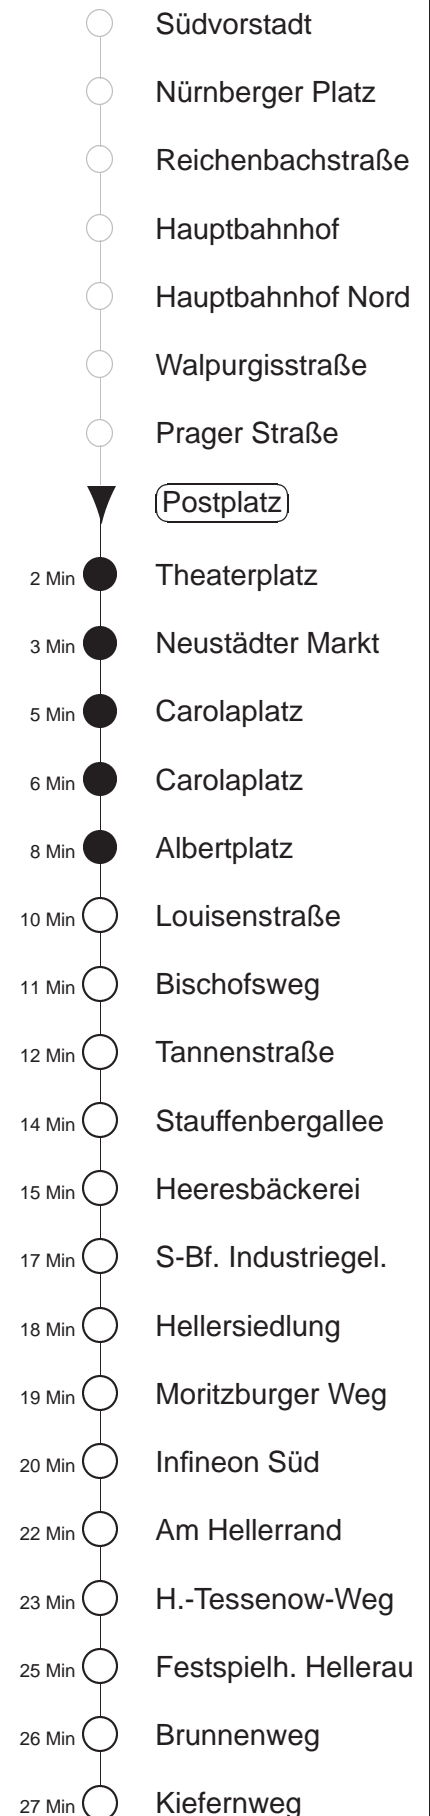 Südvorstadt
Nürnberger Platz
Reichenbachstraße
Hauptbahnhof
Hauptbahnhof Nord
Walpurgisstraße
Prager Straße
Postplatz
2 Min Theaterplatz
3 Min Neustädter Markt
5 Min Carolaplatz
6 Min Carolaplatz
8 Min Albertplatz
10 Min Louisenstraße
11 Min Bischofsweg
12 Min Tannenstraße
14 Min Stauffenbergallee
15 Min Heeresbäckerei
17 Min S-Bf. Industriegel.
18 Min Hellersiedlung
19 Min Moritzburger Weg
20 Min Infineon Süd
22 Min Am Hellerrand
23 Min H.-Tessenow-Weg
25 Min Festspielh. Hellerau
26 Min Brunnenweg
27 Min Kiefernweg